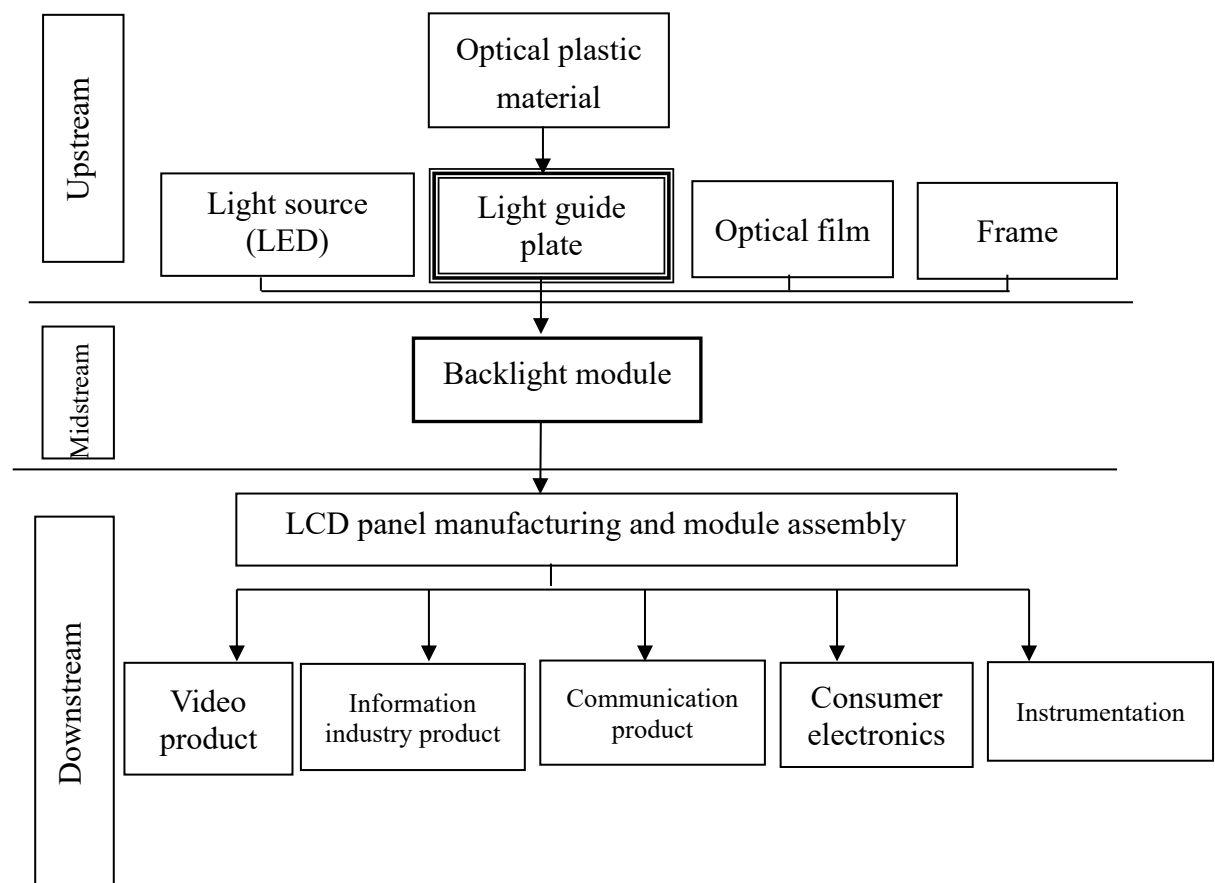 Upstream
Optical plastic
material
Light source
(LED)
Light guide
plate
Optical film
Frame
Midstream
Backlight module
Downstream
LCD panel manufacturing and module assembly
Video
product
Information
industry product
Communication
product
Consumer
electronics
Instrumentation